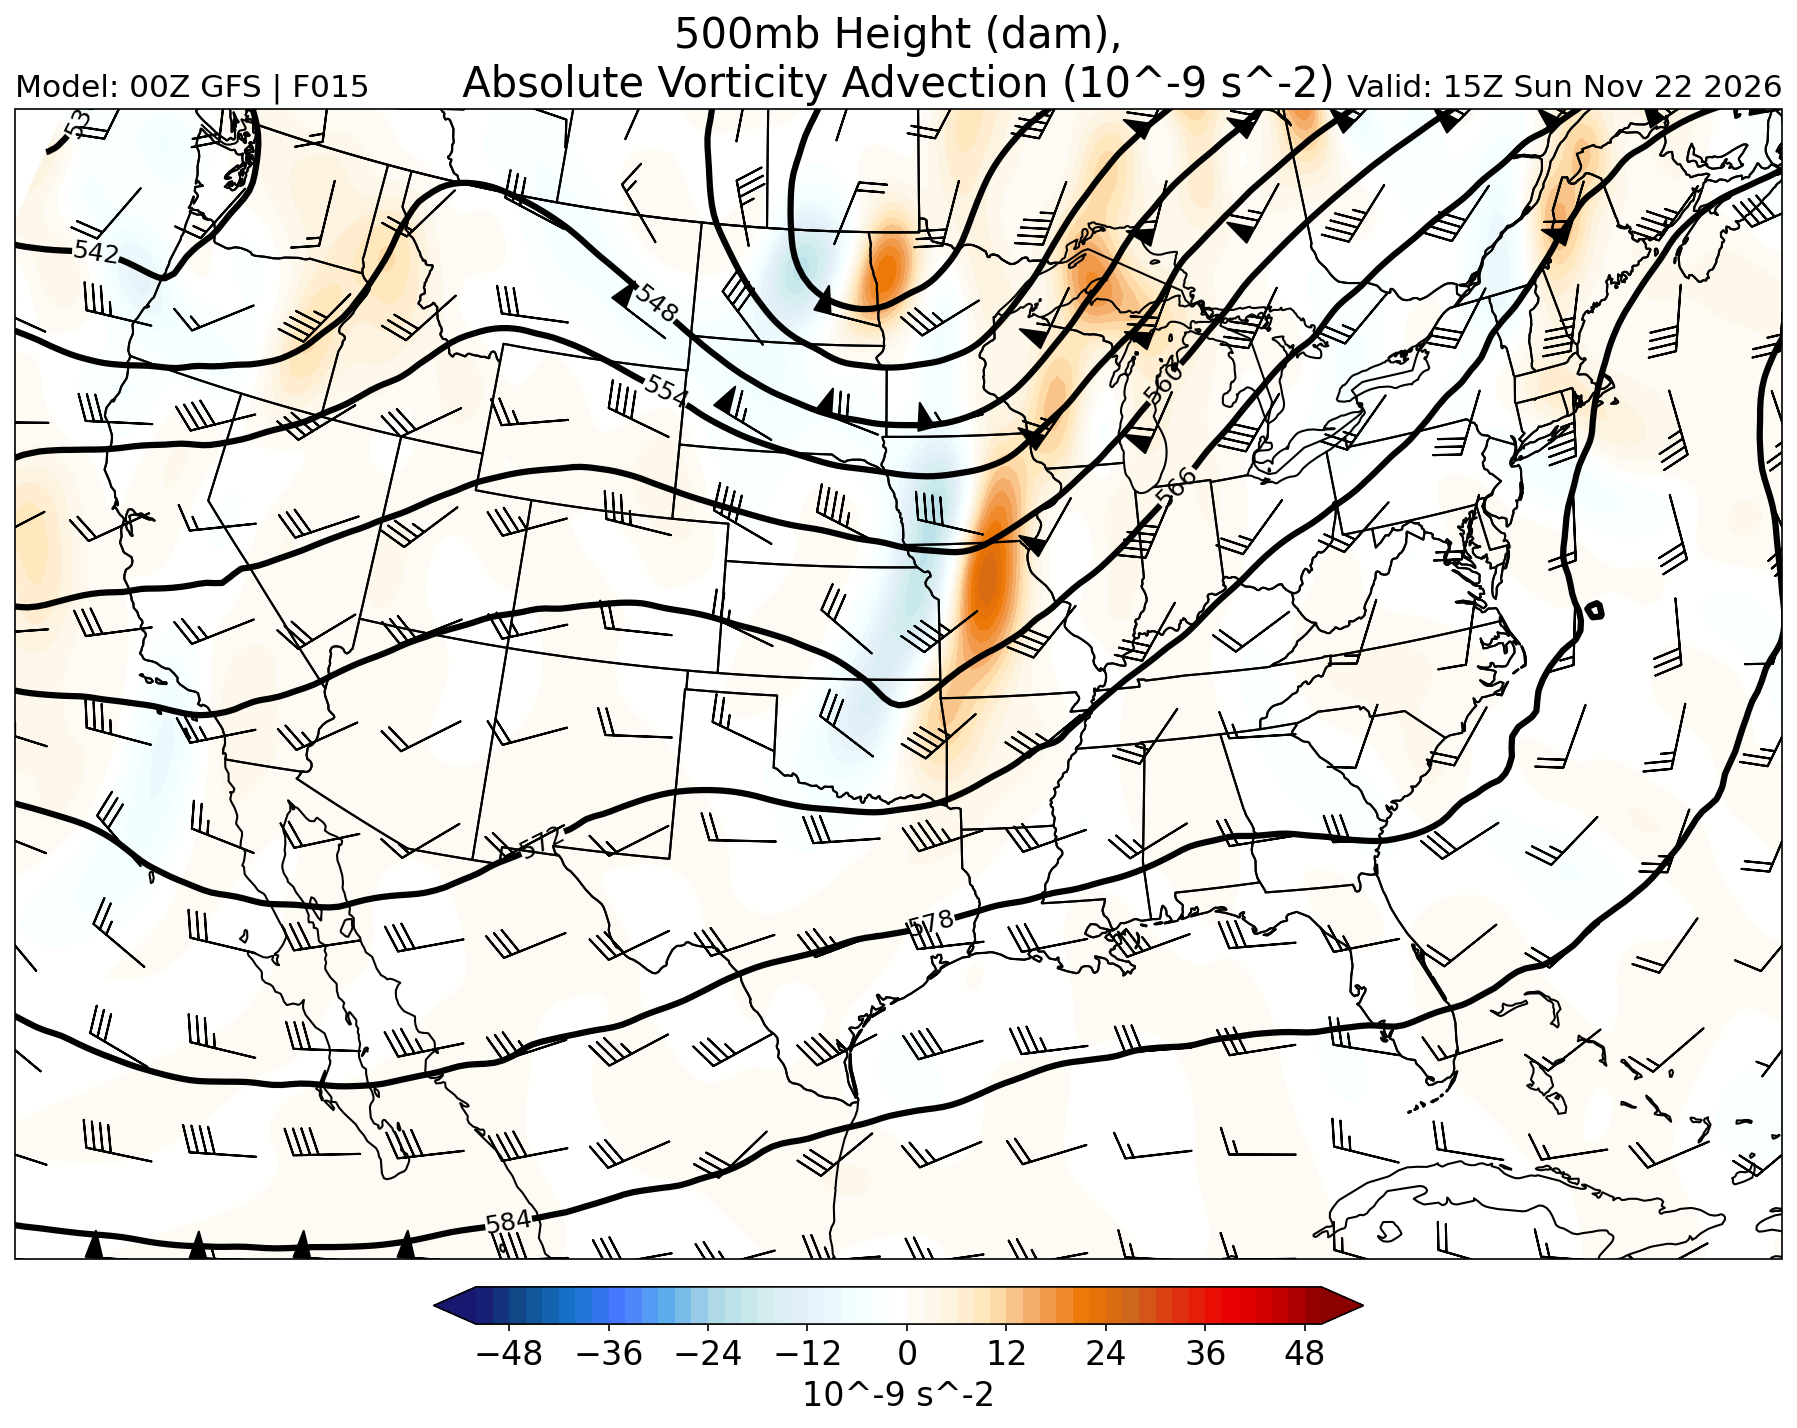 500mb Height (dam),
Model: 00Z GFS | F015
Absolute Vorticity Advection (10^-9 s^-2)
Valid: 15Z Sun Nov 22 2026
542
548
554
560
566
572
578
584
−48 −36 −24 −12 0 12 24 36 48
10^-9 s^-2